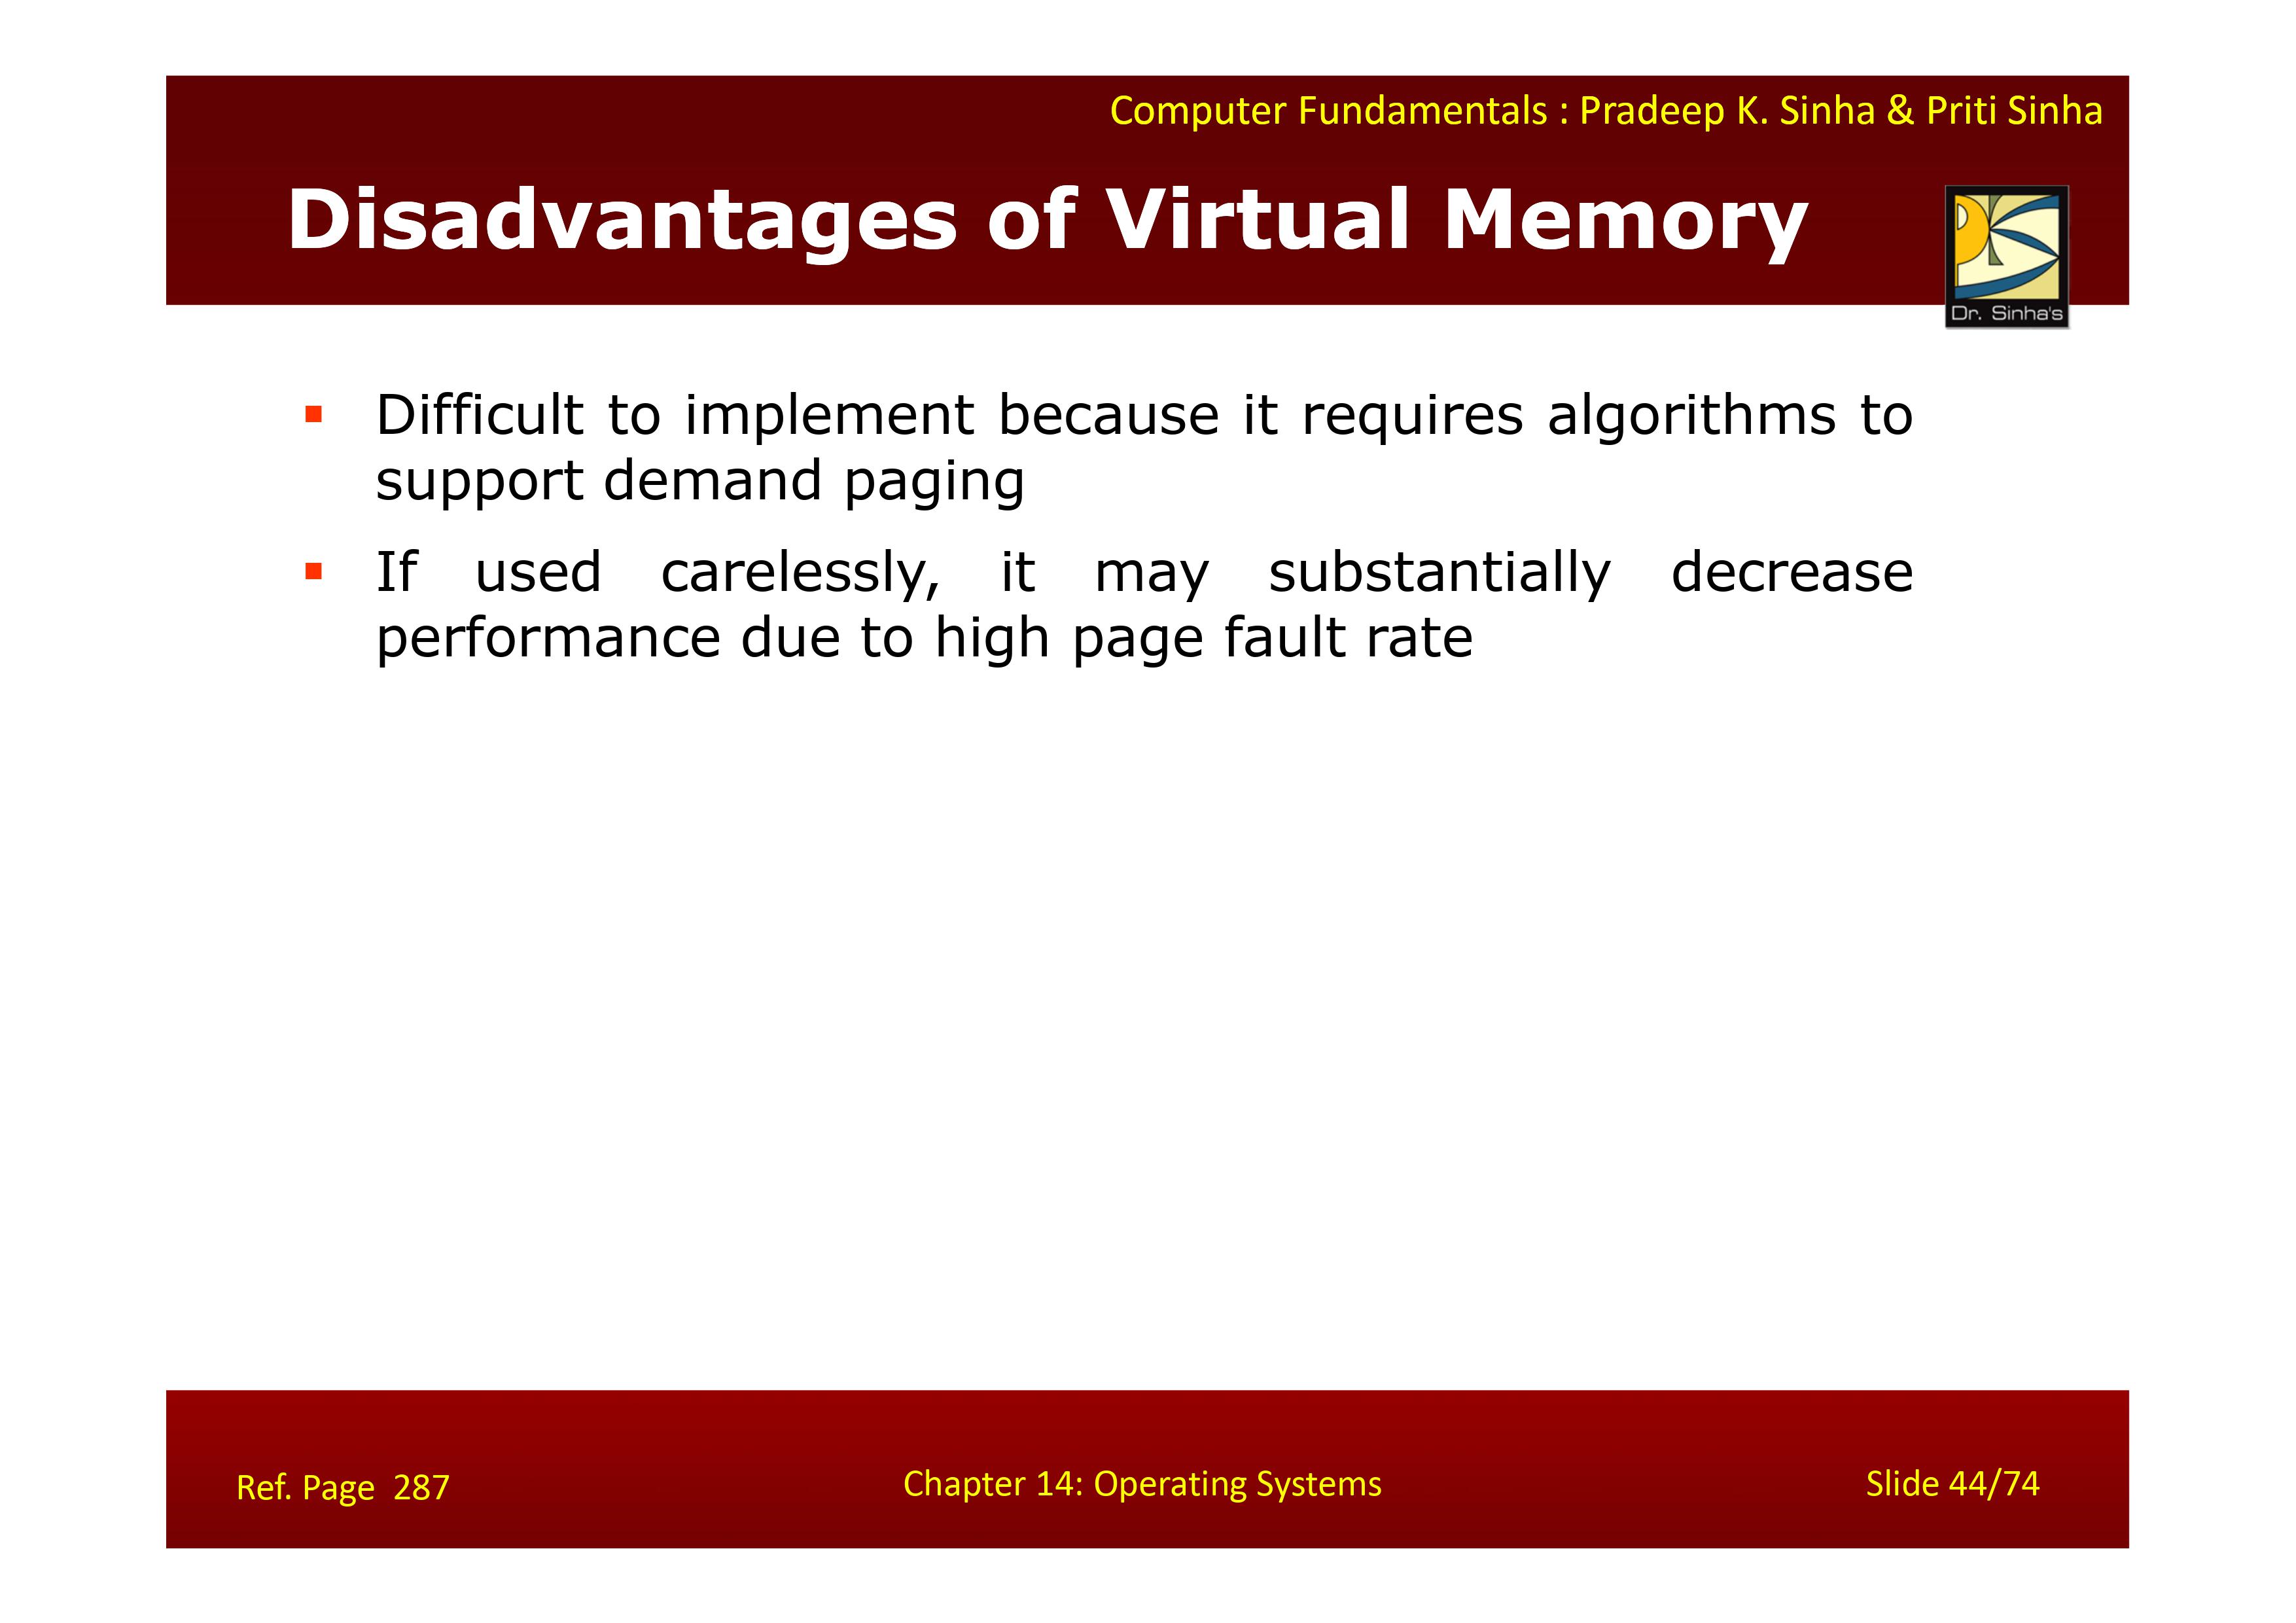 Computer Fundamentals : Pradeep K. Sinha & Priti Sinha
Disadvantages of Virtual Memory
Dr. Sinha's
▪ Difficult to implement because it requires algorithms to
support demand paging
▪ If used carelessly, it may substantially decrease
performance due to high page fault rate
Ref. Page 287
Chapter 14: Operating Systems
Slide 44/74